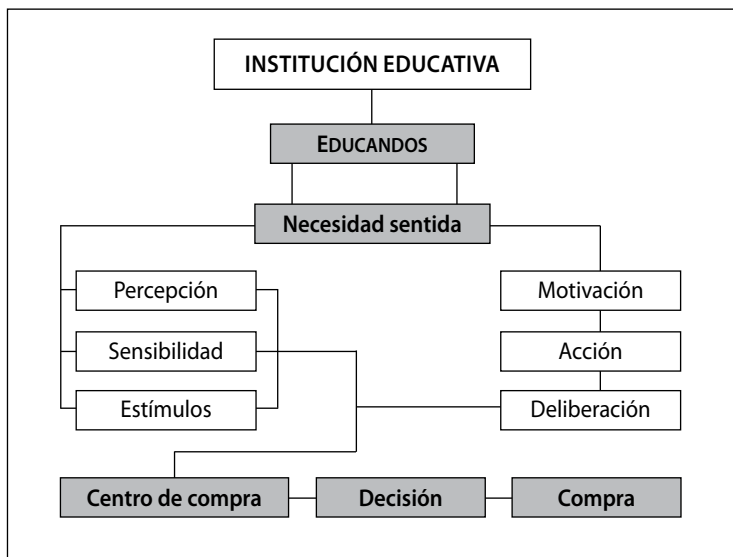 INSTITUCIÓN EDUCATIVA
EDUCANDOS
Necesidad sentida
Percepción
Motivación
Sensibilidad
Acción
Estímulos
Deliberación
Centro de compra
Decisión
Compra